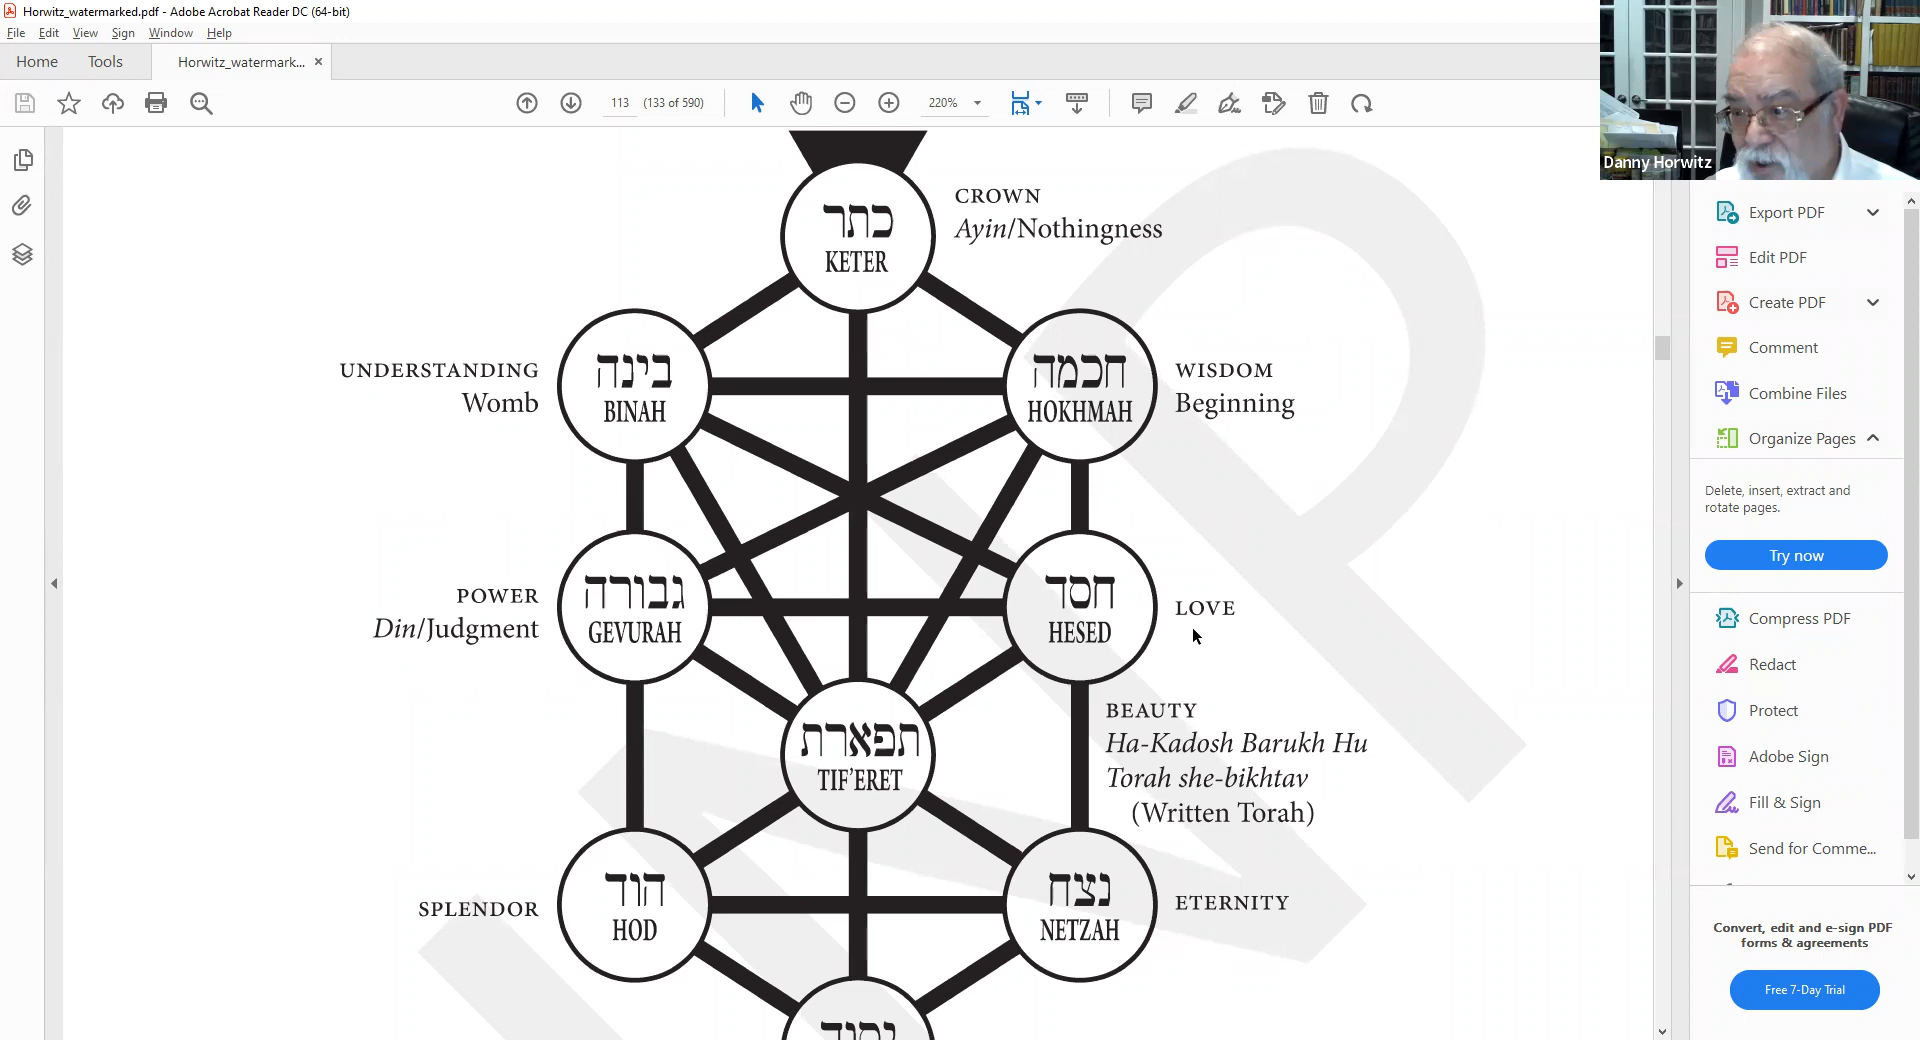 Horwitz_watermarked.pdf - Adobe Acrobat Reader DC (64-bit)
File Edit View Sign Window Help
Home Tools Horwitz_watermark... ×
113 (133 of 590) 220%
Danny Horwitz
כתר
KETER
CROWN
Ayin/Nothingness
UNDERSTANDING
Womb
בינה
BINAH
חכמה
HOKHMAH
WISDOM
Beginning
POWER
Din/Judgment
גבורה
GEVURAH
חסד
HESED
LOVE
תפארת
TIF'ERET
BEAUTY
Ha-Kadosh Barukh Hu
Torah she-bikhtav
(Written Torah)
SPLENDOR
הוד
HOD
נצח
NETZAH
ETERNITY
יסוד
Export PDF
Edit PDF
Create PDF
Comment
Combine Files
Organize Pages
Delete, insert, extract and
rotate pages.
Try now
Compress PDF
Redact
Protect
Adobe Sign
Fill & Sign
Send for Comme...
Convert, edit and e-sign PDF
forms & agreements
Free 7-Day Trial